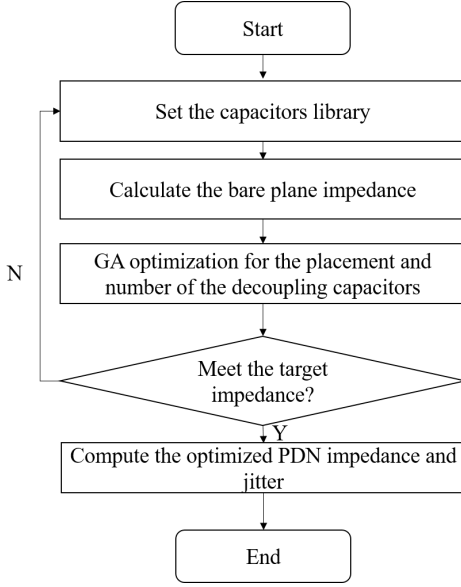 Start
Set the capacitors library
Calculate the bare plane impedance
GA optimization for the placement and
number of the decoupling capacitors
N
Meet the target
impedance?
Y
Compute the optimized PDN impedance and
jitter
End